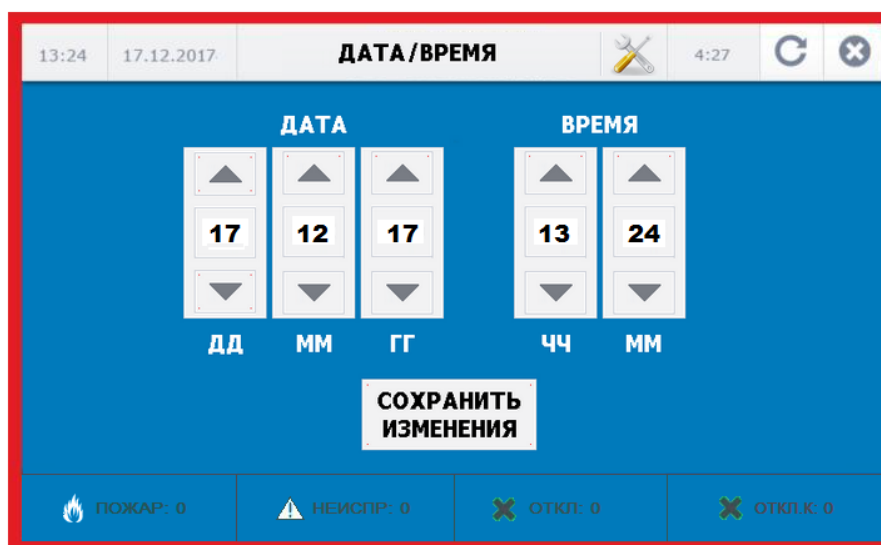 13:24 17.12.2017 ДАТА/ВРЕМЯ 4:27
ДАТА ВРЕМЯ
17 12 17 13 24
ДД ММ ГГ ЧЧ ММ
СОХРАНИТЬ
ИЗМЕНЕНИЯ
ПОЖАР: 0 НЕИСПР: 0 ОТКЛ: 0 ОТКЛ.К: 0